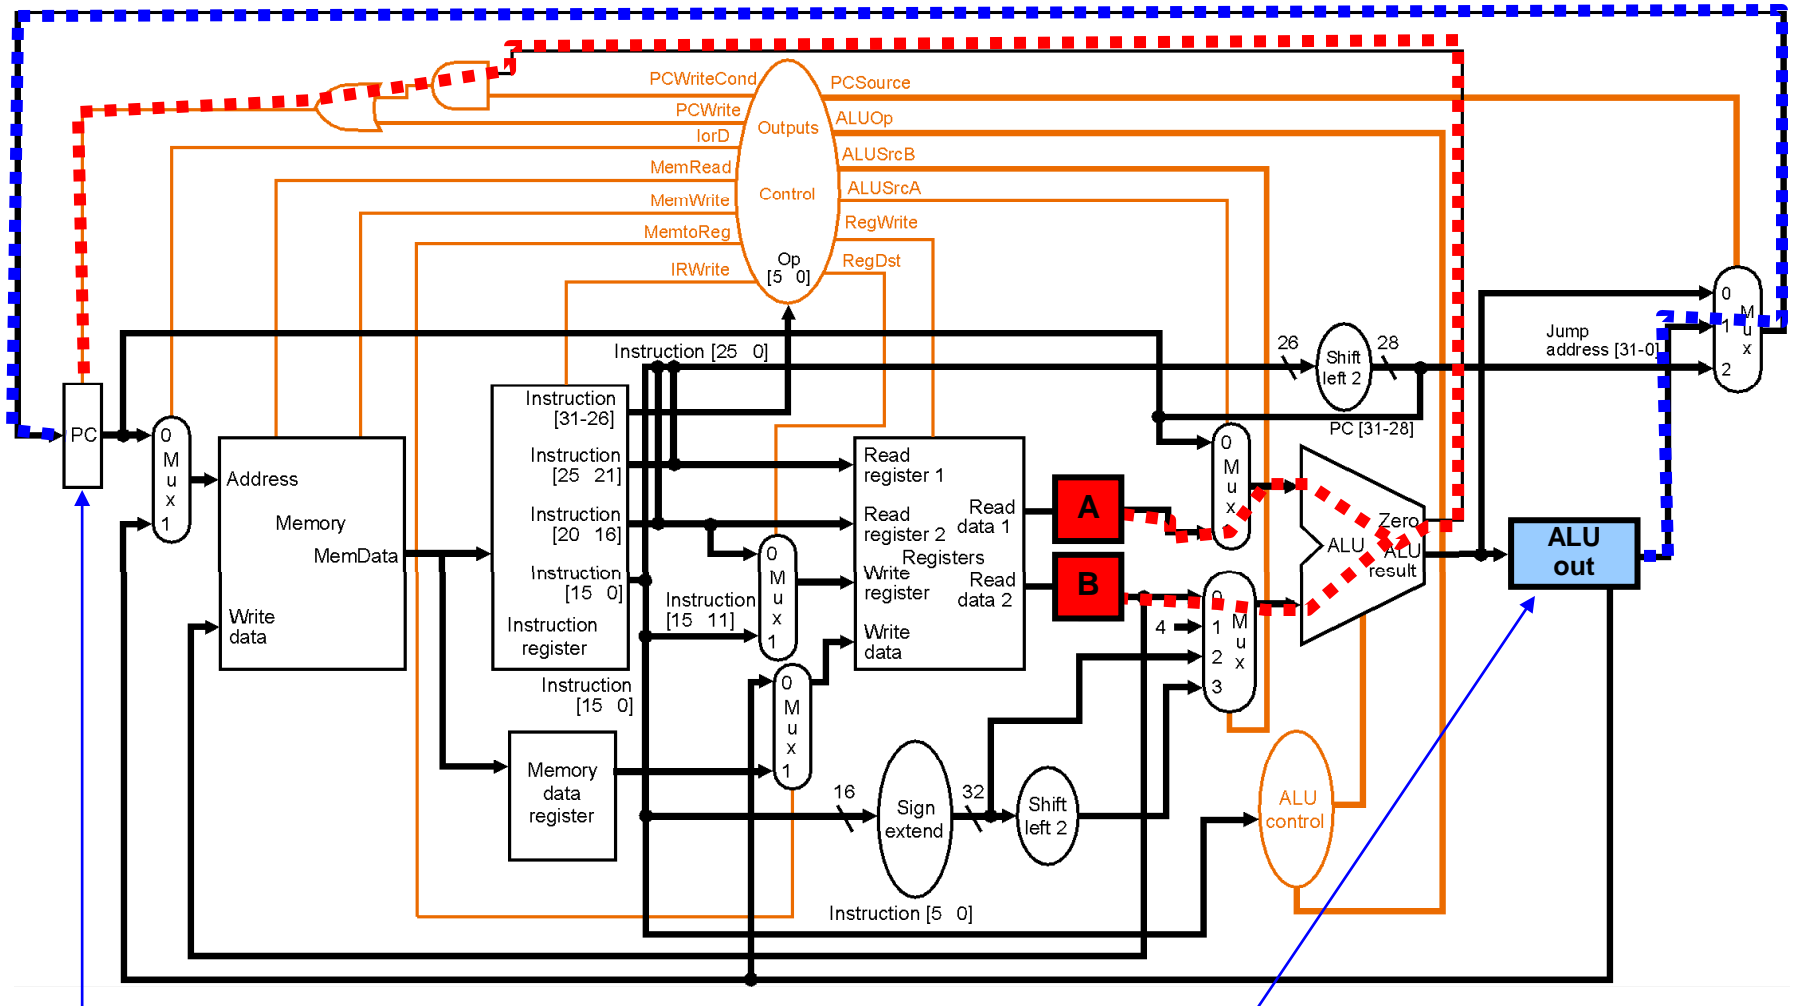 PCWriteCond
PCSource
PCWrite
ALUOp
IorD
Outputs
ALUSrcB
MemRead
ALUSrcA
MemWrite
Control
RegWrite
MemtoReg
RegDst
IRWrite
Op
[5 0]
Instruction [25 0]
26
Shift
left 2
28
Jump
address [31-0]
0
1
2
M
u
x
PC [31-28]
PC
0
M
u
x
1
Address
Memory
MemData
Write
data
Instruction
[31-26]
Instruction
[25 21]
Instruction
[20 16]
Instruction
[15 0]
Instruction
register
Instruction
[15 0]
Instruction
[15 11]
0
M
u
x
1
Read
register 1
Read
register 2
Registers
Write
register
Write
data
Read
data 1
Read
data 2
A
B
0
M
u
x
4
0
1
2
3
M
u
x
Zero
ALU
ALU
result
ALU
out
0
M
u
x
1
Memory
data
register
16
Sign
extend
32
Shift
left 2
ALU
control
Instruction [5 0]